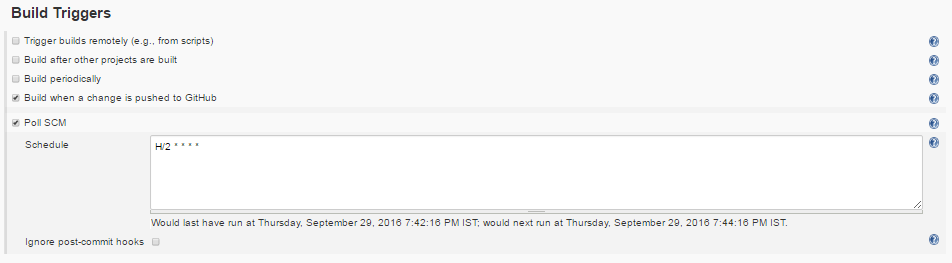 Build Triggers
Trigger builds remotely (e.g., from scripts)
Build after other projects are built
Build periodically
Build when a change is pushed to GitHub
Poll SCM
Schedule
H/2 * * * *
Would last have run at Thursday, September 29, 2016 7:42:16 PM IST; would next run at Thursday, September 29, 2016 7:44:16 PM IST.
Ignore post-commit hooks